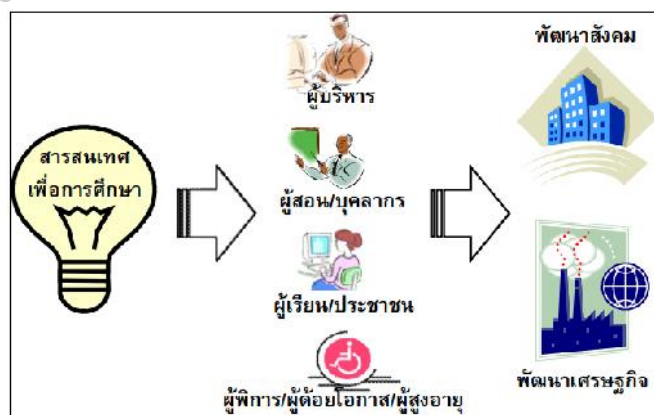 สารสนเทศ
เพื่อการศึกษา
ผู้บริหาร
ผู้สอน/บุคลากร
ผู้เรียน/ประชาชน
ผู้พิการ/ผู้ด้อยโอกาส/ผู้สูงอายุ
พัฒนาสังคม
พัฒนาเศรษฐกิจ